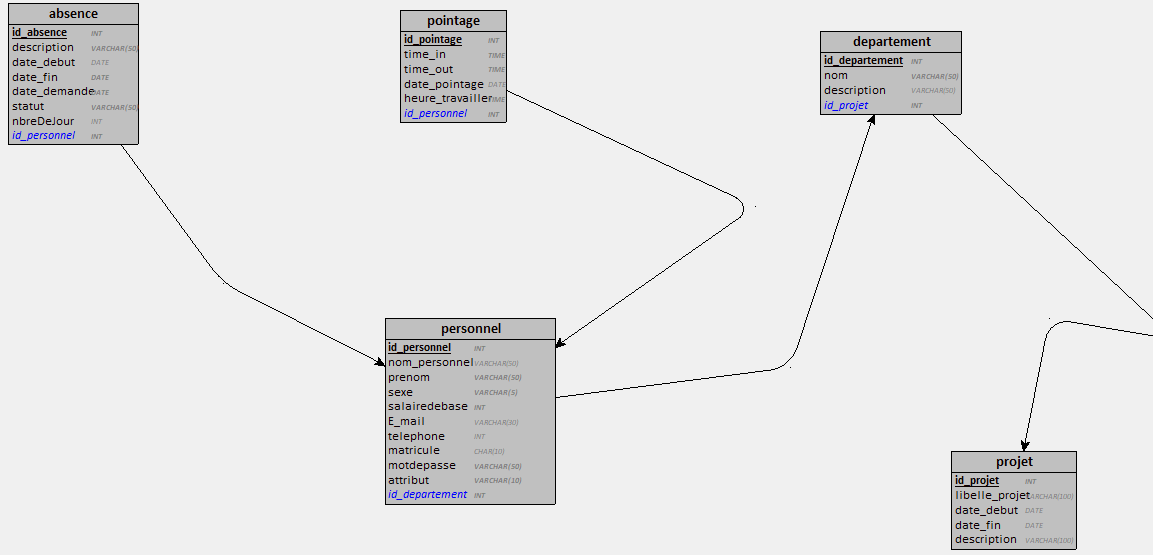 absence
id_absence INT
description VARCHAR(50)
date_debut DATE
date_fin DATE
date_demande DATE
statut VARCHAR(50)
nbreDeJour INT
id_personnel INT
pointage
id_pointage INT
time_in TIME
time_out TIME
date_pointage DATE
heure_travailler TIME
id_personnel INT
departement
id_departement INT
nom VARCHAR(50)
description VARCHAR(50)
id_projet INT
personnel
id_personnel INT
nom_personnel VARCHAR(50)
prenom VARCHAR(50)
sexe VARCHAR(5)
salairedebase INT
E_mail VARCHAR(30)
telephone INT
matricule CHAR(10)
motdepasse VARCHAR(50)
attribut VARCHAR(10)
id_departement INT
projet
id_projet INT
libelle_projet VARCHAR(100)
date_debut DATE
date_fin DATE
description VARCHAR(100)